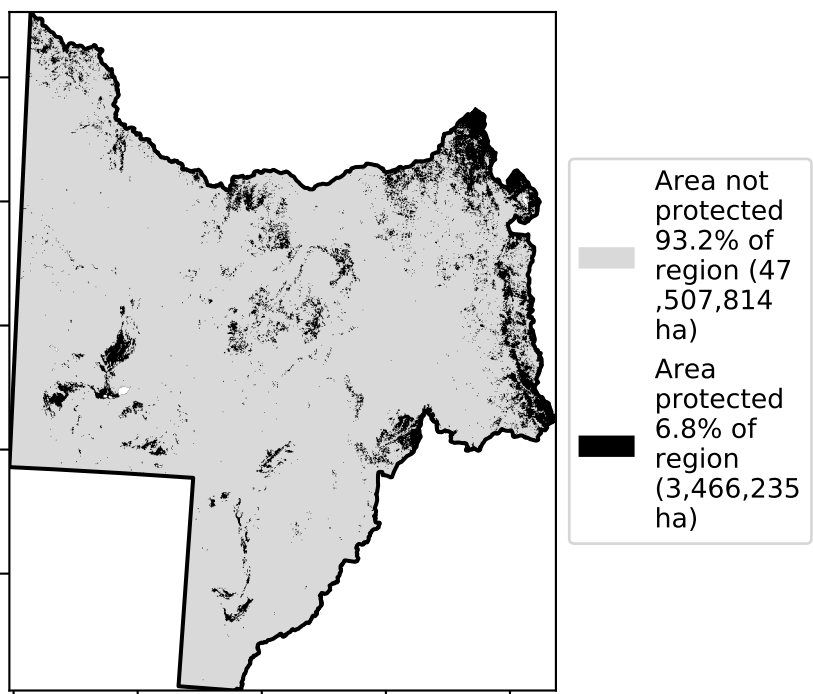 Area not
protected
93.2% of
region (47
,507,814
ha)
Area
protected
6.8% of
region
(3,466,235
ha)